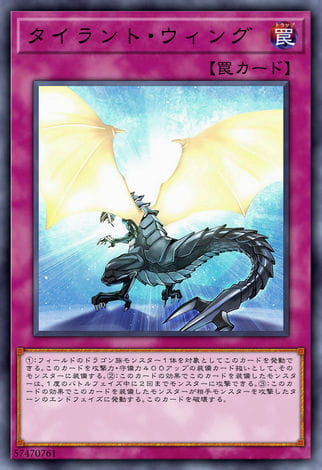 タイラント・ウィング
トラップ
罠
【罠カード】
①:フィールドのドラゴン族モンスター1体を対象としてこのカードを発動で
きる。このカードを攻撃力・守備力400アップの装備カード扱いとして、その
モンスターに装備する。②:このカードの効果でこのカードを装備したモンスター
は、1度のバトルフェイズ中に2回までモンスターに攻撃できる。③:このカー
ドの効果でこのカードを装備したモンスターが相手モンスターを攻撃したター
ンのエンドフェイズに発動する。このカードを破壊する。
57470761